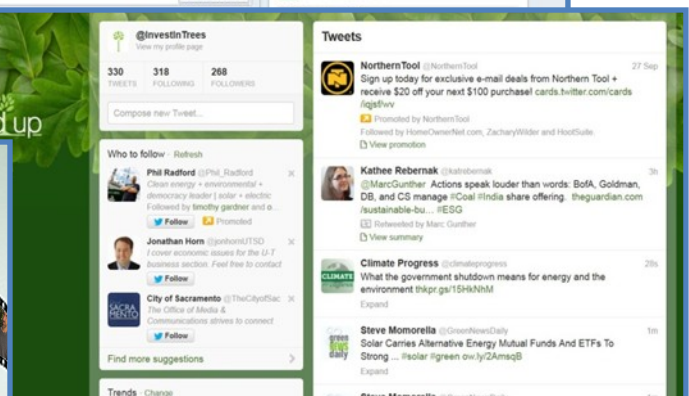 d up
@InvestInTrees
View my profile page
330 318 268
TWEETS FOLLOWING FOLLOWERS
Compose new Tweet...
Who to follow · Refresh
Phil Radford @Phil_Radford
Clean energy + environmental +
democracy leader | solar + electric
Followed by timothy gardner and o...
Follow Promoted
Jonathan Horn @jonhornUTSD
I cover economic issues for the U-T
business section. Feel free to contact
Follow
SACRA
MENTO
City of Sacramento @TheCityofSac
The Office of Media &
Communications strives to connect
Follow
Find more suggestions
Trends · Change
Tweets
NorthernTool @NorthernTool 27 Sep
Sign up today for exclusive e-mail deals from Northern Tool +
receive $20 off your next $100 purchase! cards.twitter.com/cards
/iqjsf/wv
Promoted by NorthernTool
Followed by HomeOwnerNet.com, ZacharyWilder and HootSuite.
View promotion
Kathee Rebernak @katrebernak 3h
@MarcGunther Actions speak louder than words: BofA, Goldman,
DB, and CS manage #Coal #India share offering. theguardian.com
/sustainable-bu... #ESG
Retweeted by Marc Gunther
View summary
CLIMATE
Climate Progress @climateprogress 28s
What the government shutdown means for energy and the
environment thkpr.gs/15HkNhM
Expand
green
news
daily
Steve Momorella @GreenNewsDaily 1m
Solar Carries Alternative Energy Mutual Funds And ETFs To
Strong ... #solar #green ow.ly/2AmsqB
Expand